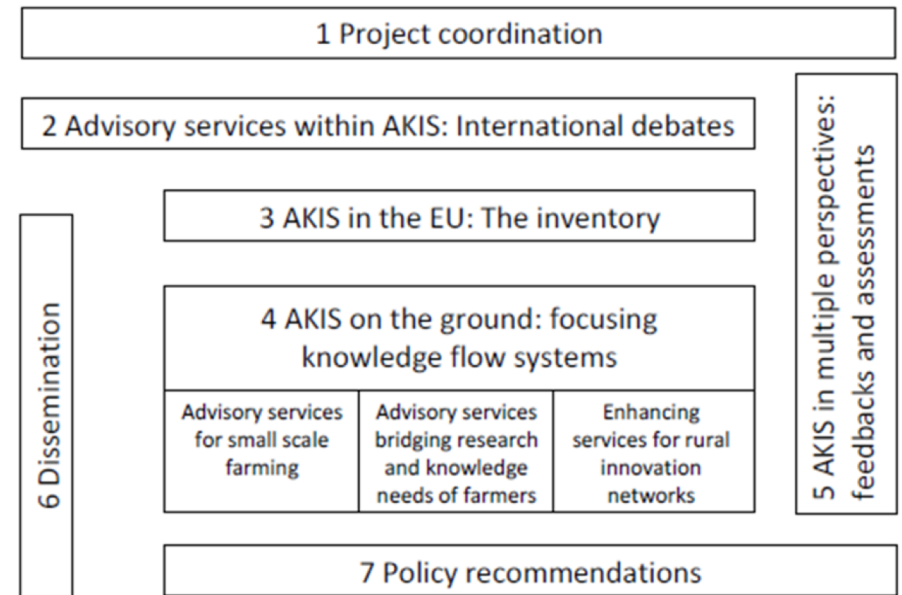 1 Project coordination
2 Advisory services within AKIS: International debates
3 AKIS in the EU: The inventory
4 AKIS on the ground: focusing
knowledge flow systems
Advisory services
for small scale
farming
Advisory services
bridging research
and knowledge
needs of farmers
Enhancing
services for rural
innovation
networks
5 AKIS in multiple perspectives:
feedbacks and assessments
6 Dissemination
7 Policy recommendations